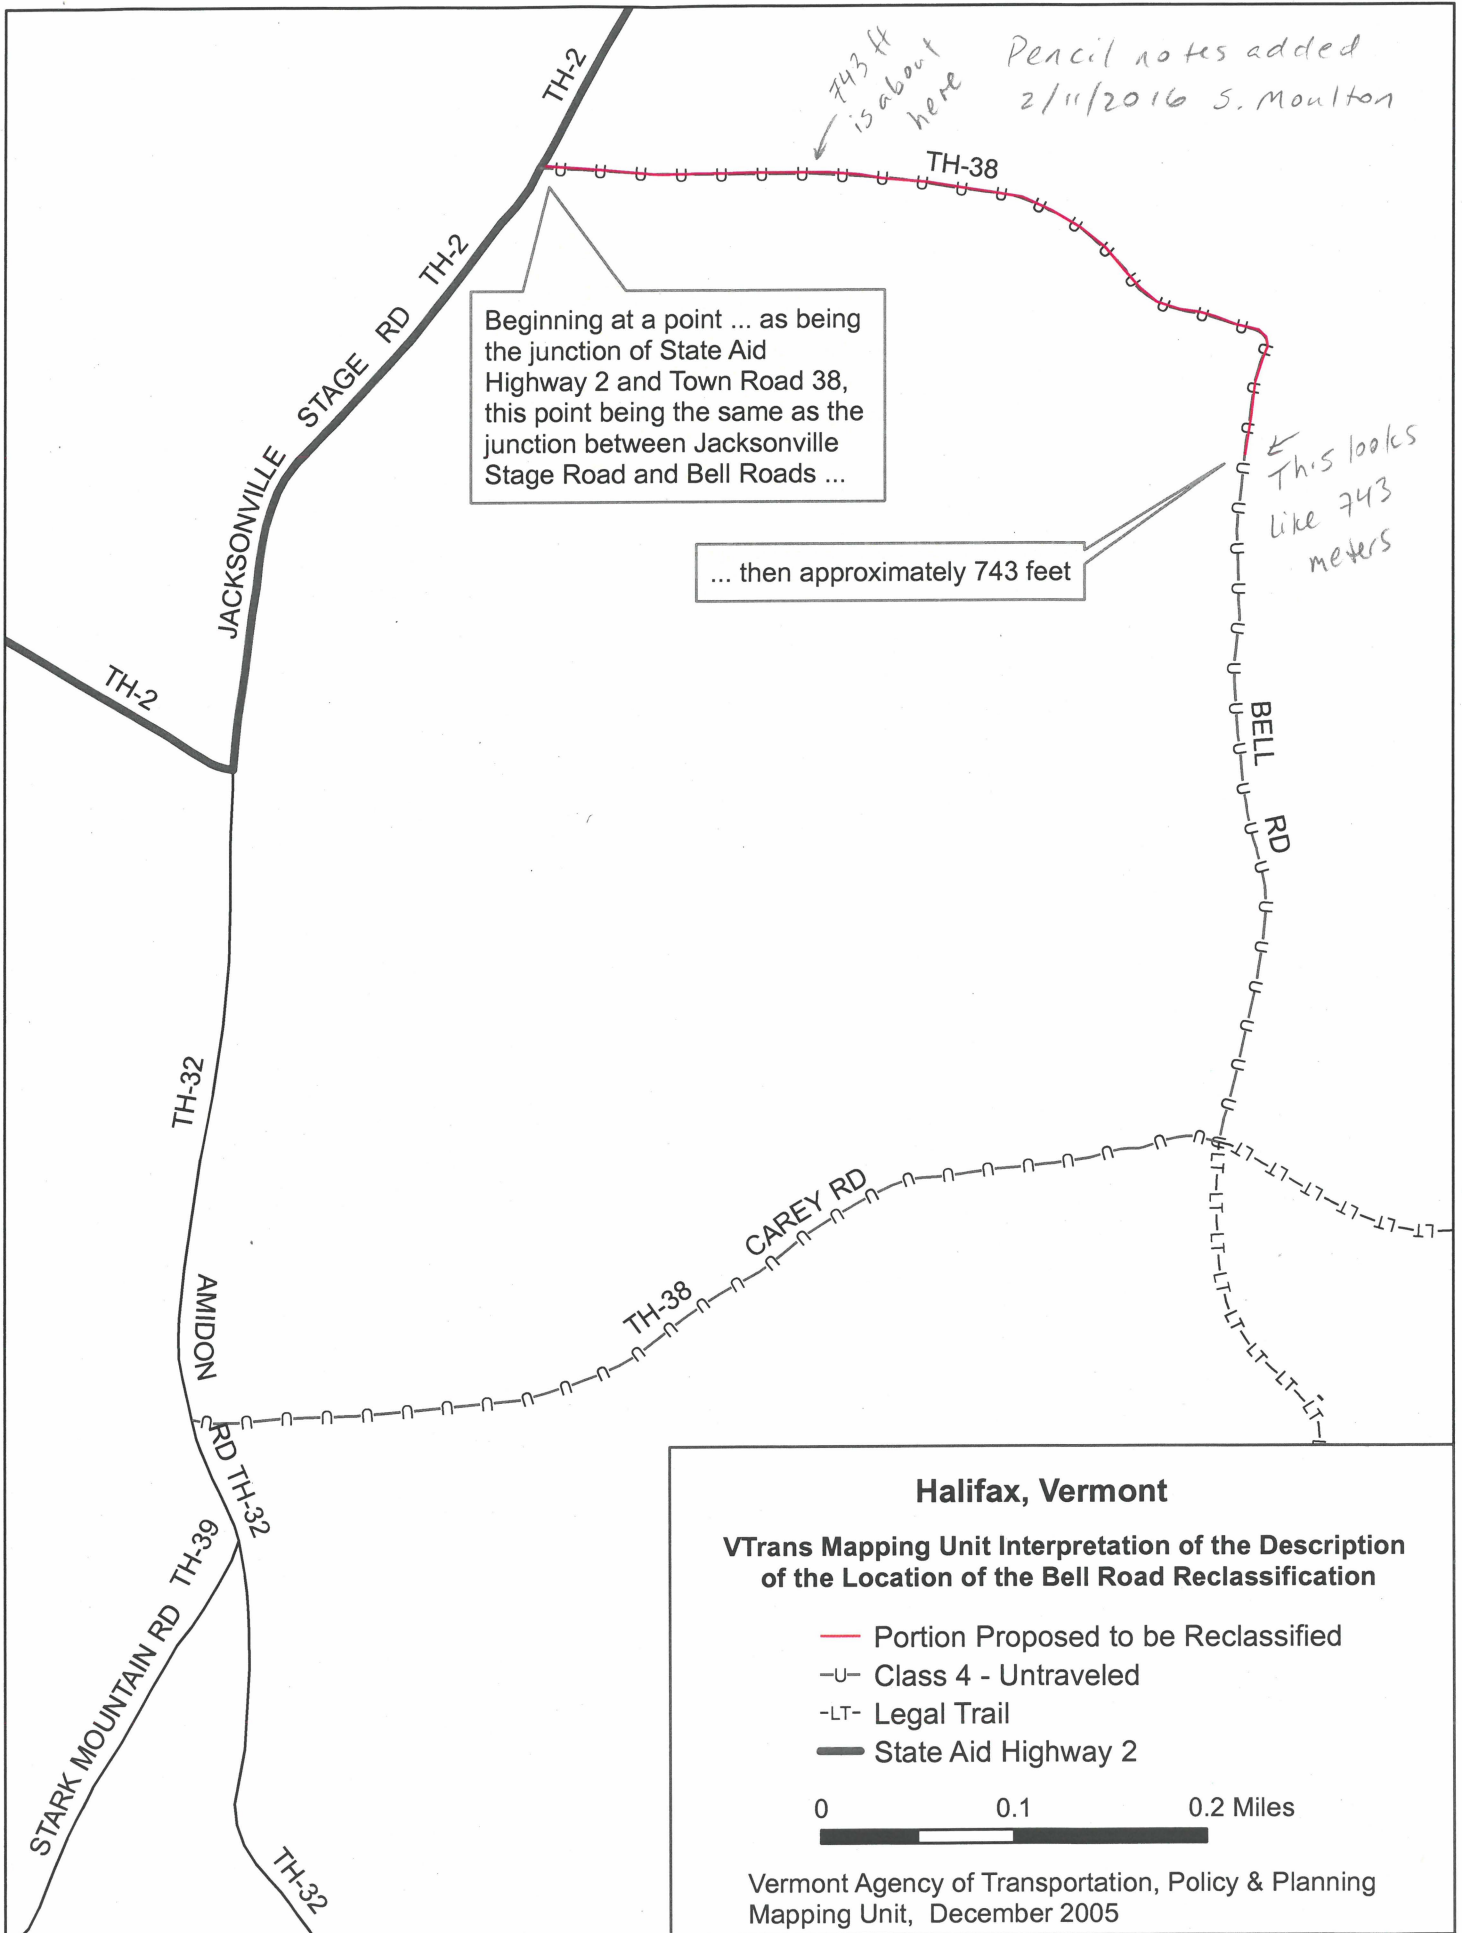 Pencil notes added
2/11/2016 S. Moulton
743 ft
is about
here
TH-2
TH-38
TH-2
JACKSONVILLE STAGE RD
Beginning at a point ... as being
the junction of State Aid
Highway 2 and Town Road 38,
this point being the same as the
junction between Jacksonville
Stage Road and Bell Roads ...
This looks
like 743
meters
... then approximately 743 feet
TH-2
BELL RD
TH-32
CAREY RD
TH-38
AMIDON RD TH-32
STARK MOUNTAIN RD TH-39
TH-32
Halifax, Vermont
VTrans Mapping Unit Interpretation of the Description
of the Location of the Bell Road Reclassification
Portion Proposed to be Reclassified
-U- Class 4 - Untraveled
-LT- Legal Trail
State Aid Highway 2
0 0.1 0.2 Miles
Vermont Agency of Transportation, Policy & Planning
Mapping Unit, December 2005